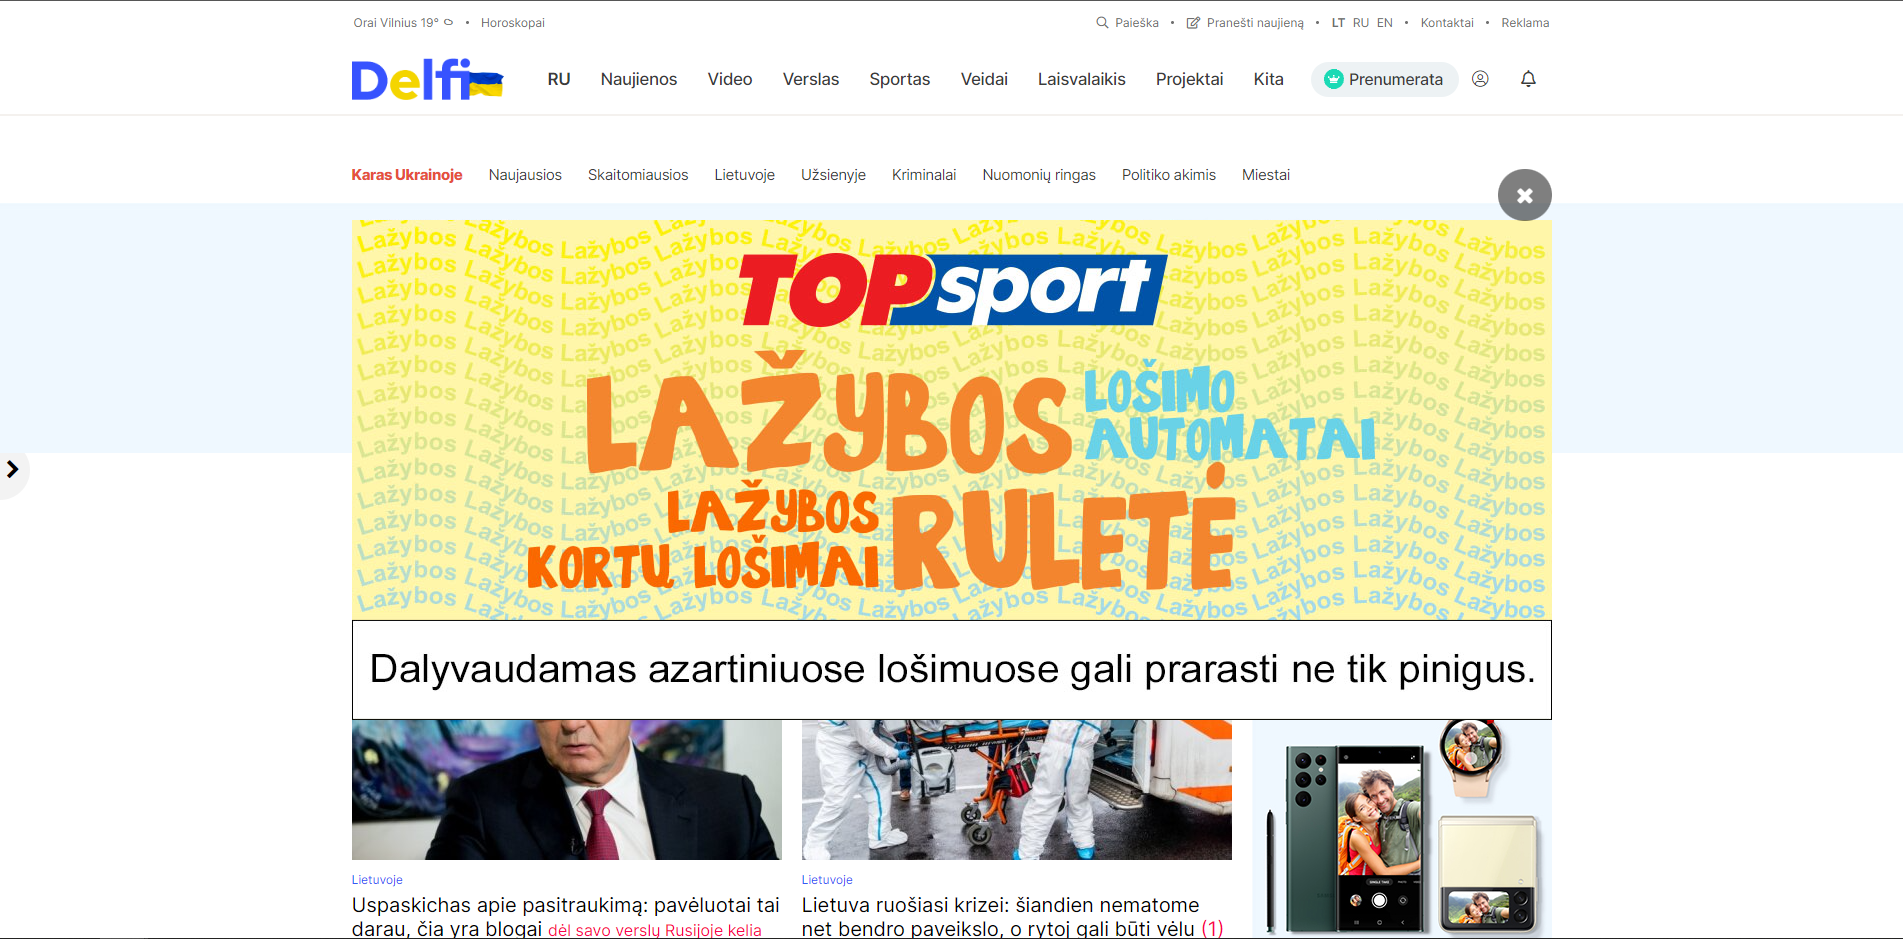 Orai Vilnius 19° • Horoskopai
Paieška • Pranešti naujieną • LT RU EN • Kontaktai • Reklama
Delfi RU Naujienos Video Verslas Sportas Veidai Laisvalaikis Projektai Kita Prenumerata
Karas Ukrainoje Naujausios Skaitomiausios Lietuvoje Užsienyje Kriminalai Nuomonių ringas Politiko akimis Miestai
TOPsport
LAŽYBOS LOŠIMO
AUTOMATAI
LAŽYBOS
KORTŲ LOŠIMAI RULETĖ
Dalyvaudamas azartiniuose lošimuose gali prarasti ne tik pinigus.
Lietuvoje
Uspaskichas apie pasitraukimą: pavėluotai tai
darau, čia yra blogai dėl savo verslų Rusijoje kelia
Lietuvoje
Lietuva ruošiasi krizei: šiandien nematome
net bendro paveikslo, o rytoj gali būti vėlu (1)